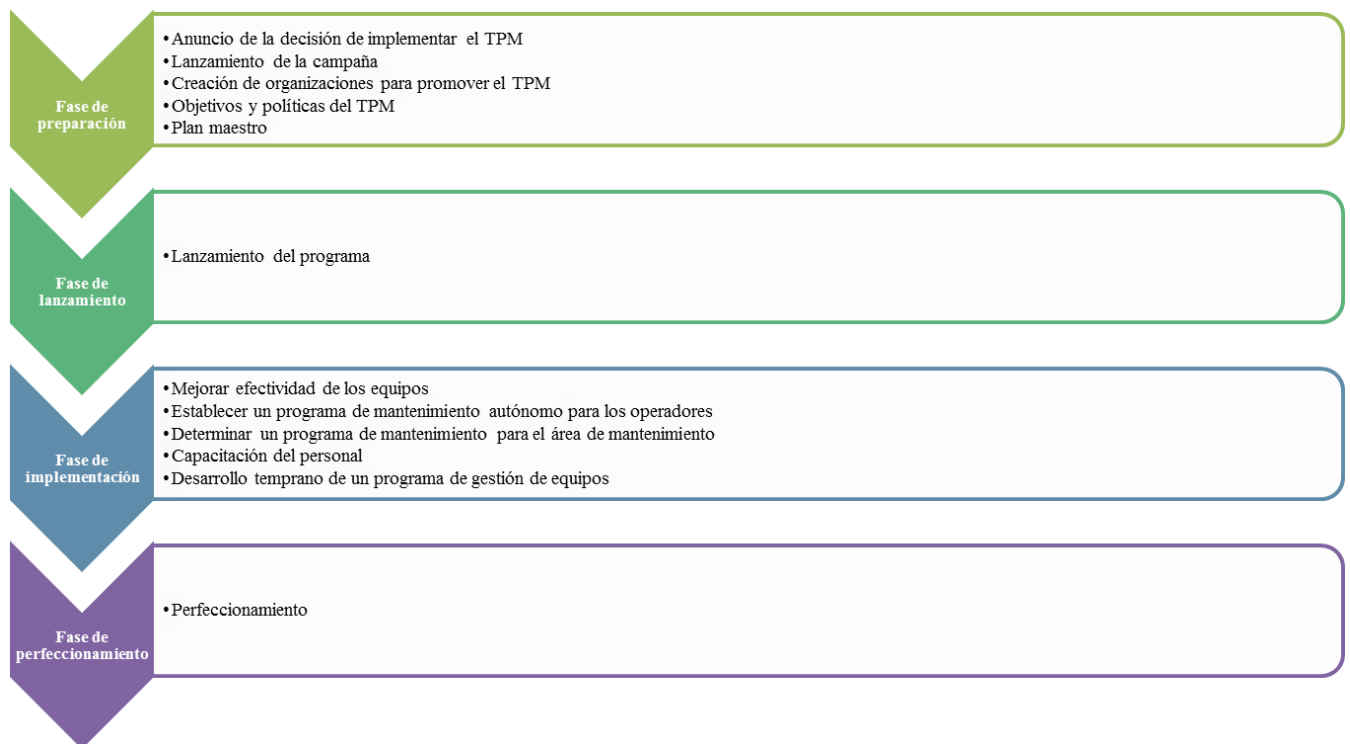 Fase de
preparación
•Anuncio de la decisión de implementar el TPM
•Lanzamiento de la campaña
•Creación de organizaciones para promover el TPM
•Objetivos y políticas del TPM
•Plan maestro
Fase de
lanzamiento
•Lanzamiento del programa
Fase de
implementación
•Mejorar efectividad de los equipos
•Establecer un programa de mantenimiento autónomo para los operadores
•Determinar un programa de mantenimiento para el área de mantenimiento
•Capacitación del personal
•Desarrollo temprano de un programa de gestión de equipos
Fase de
perfeccionamiento
•Perfeccionamiento